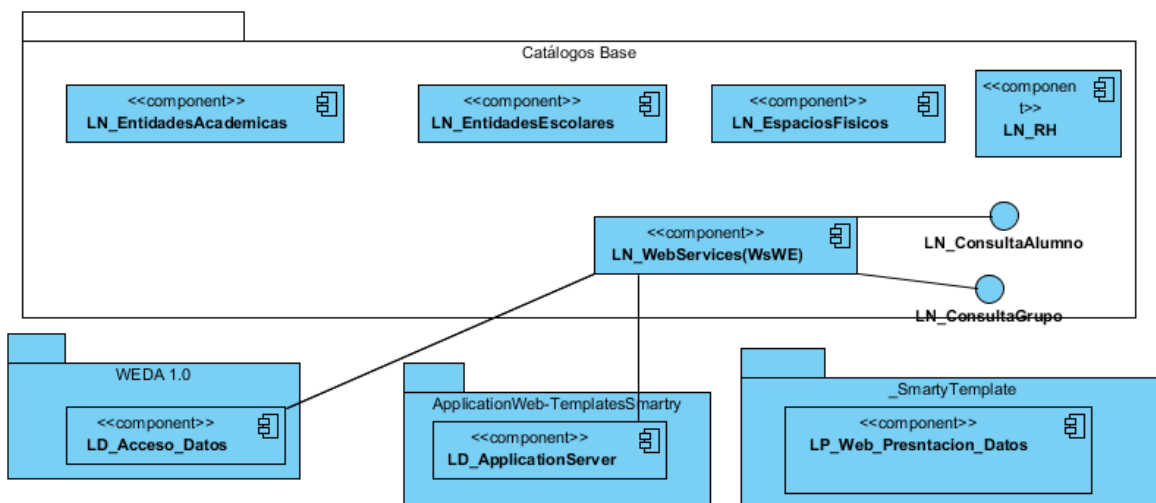 Catálogos Base
<<component>>
LN_EntidadesAcademicas
<<component>>
LN_EntidadesEscolares
<<component>>
LN_EspaciosFisicos
<<componen
t>>
LN_RH
<<component>>
LN_WebServices(WsWE)
LN_ConsultaAlumno
LN_ConsultaGrupo
WEDA 1.0
<<component>>
LD_Acceso_Datos
ApplicationWeb-TemplatesSmartry
<<component>>
LD_ApplicationServer
_SmartyTemplate
<<component>>
LP_Web_Presntacion_Datos